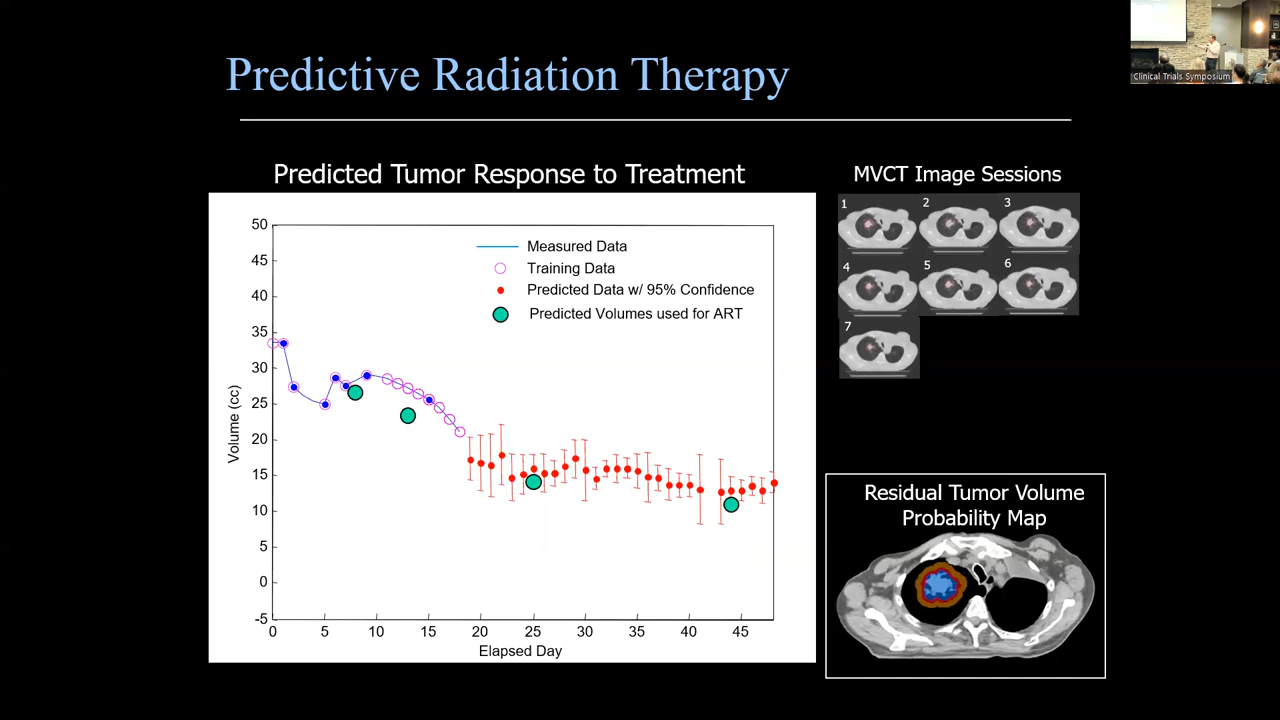 Predictive Radiation Therapy
Clinical Trials Symposium
Predicted Tumor Response to Treatment
50
45
40
35
30
25
20
15
10
5
0
-5
Volume (cc)
Measured Data
Training Data
Predicted Data w/ 95% Confidence
Predicted Volumes used for ART
0 5 10 15 20 25 30 35 40 45
Elapsed Day
MVCT Image Sessions
1 2 3
4 5 6
7
Residual Tumor Volume
Probability Map